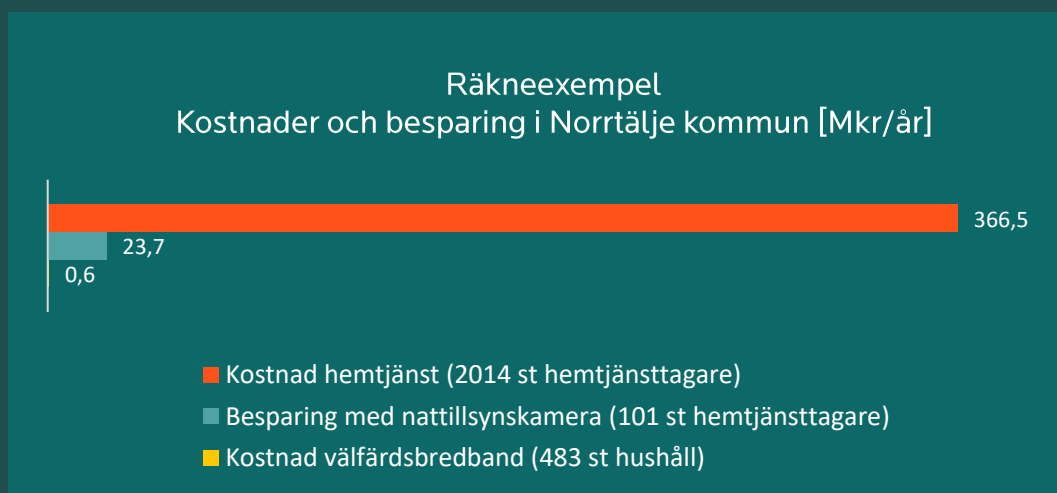 Räkneexempel
Kostnader och besparing i Norrtälje kommun [Mkr/år]
366,5
23,7
0,6
Kostnad hemtjänst (2014 st hemtjänsttagare)
Besparing med nattillsynskamera (101 st hemtjänsttagare)
Kostnad välfärdsbredband (483 st hushåll)